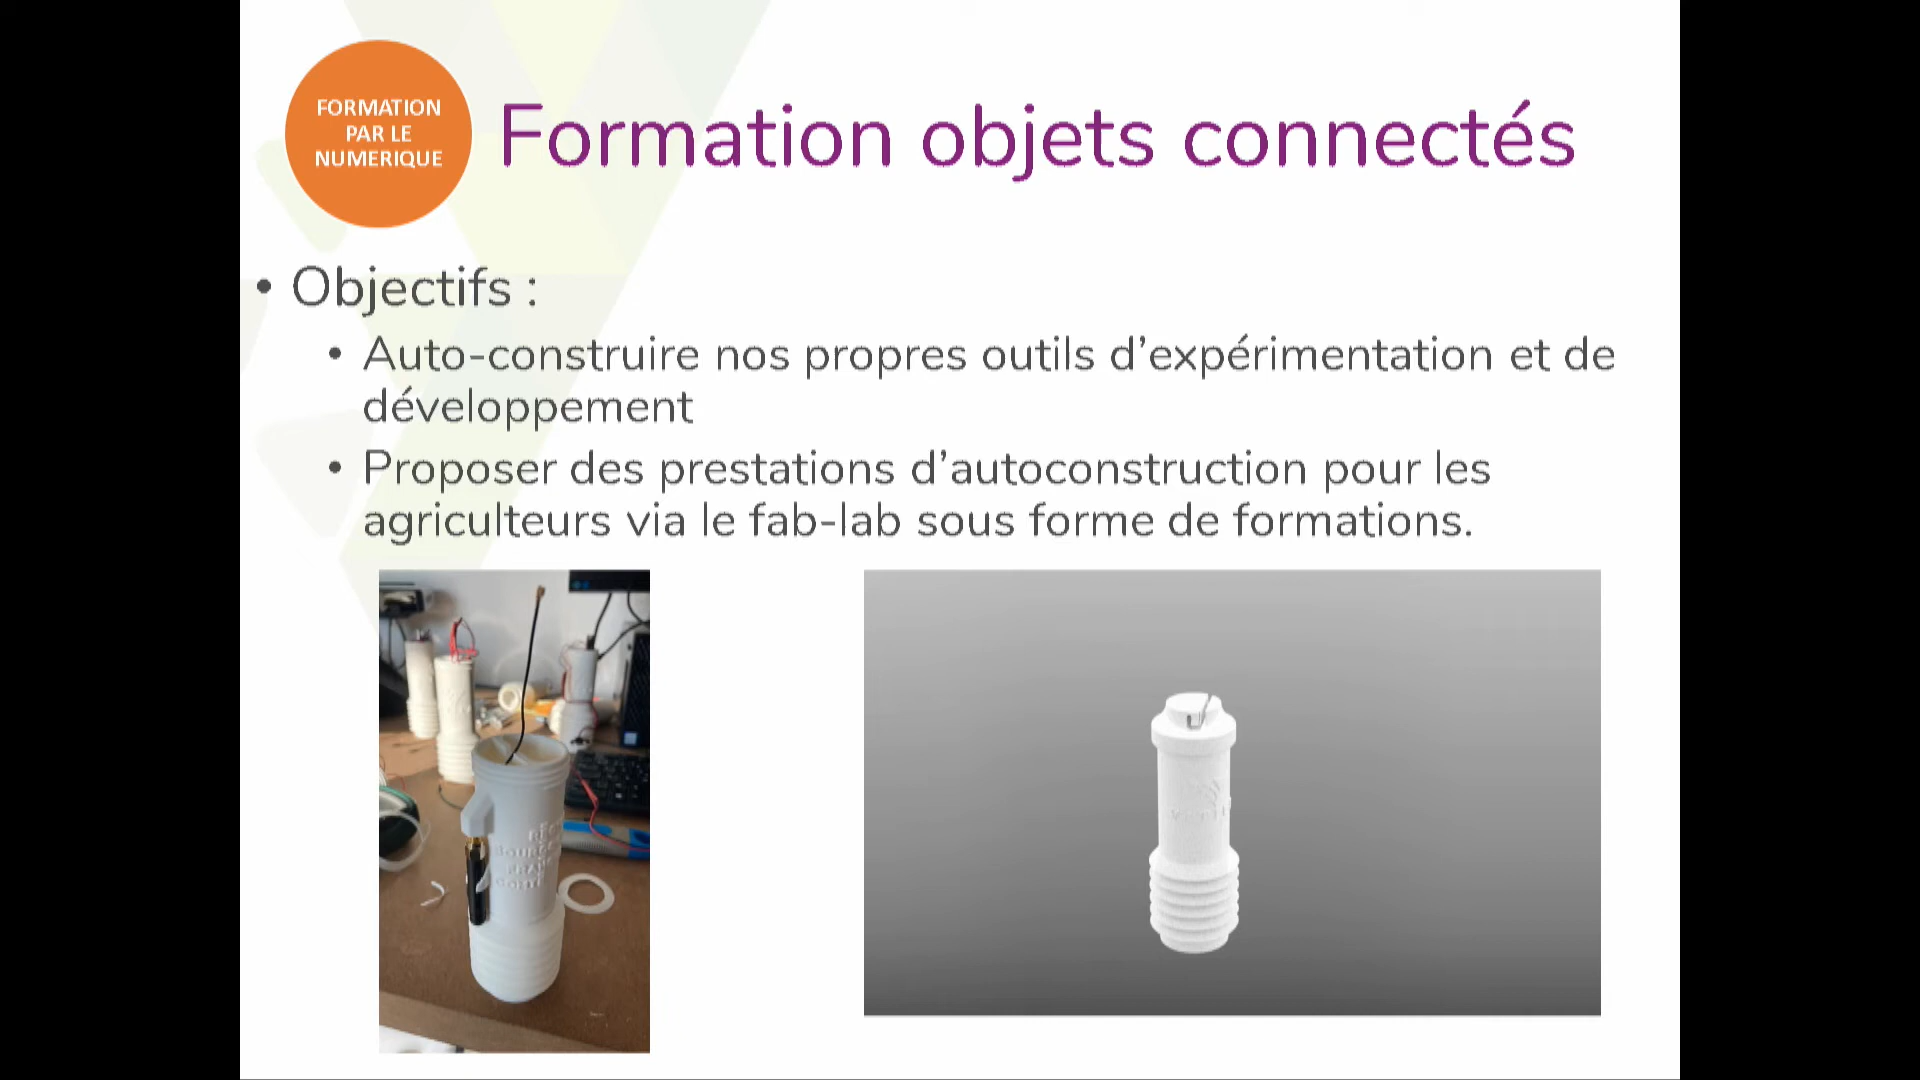 FORMATION
PAR LE
NUMERIQUE
Formation objets connectés
• Objectifs :
• Auto-construire nos propres outils d’expérimentation et de
développement
• Proposer des prestations d’autoconstruction pour les
agriculteurs via le fab-lab sous forme de formations.